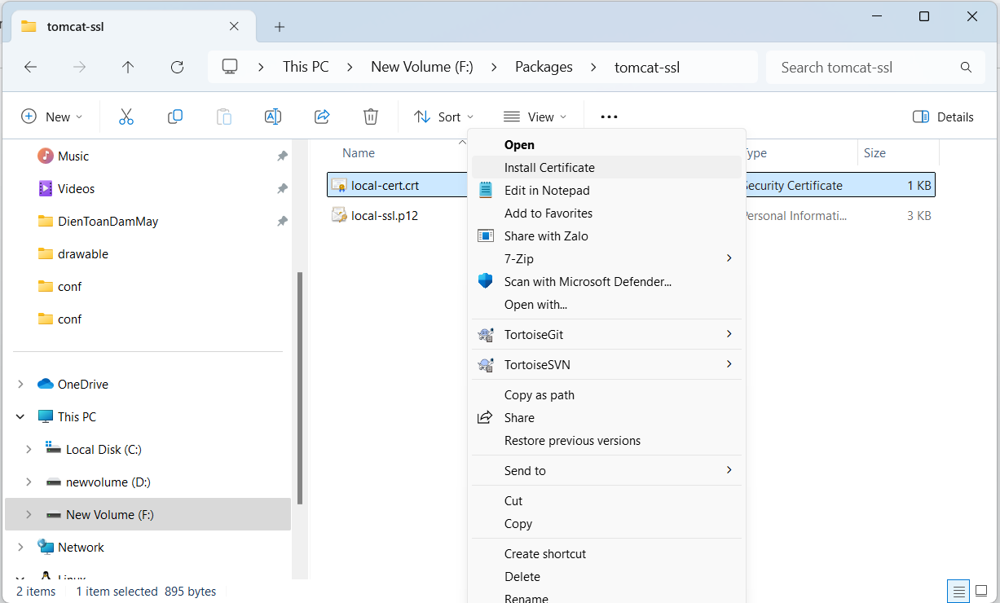 tomcat-ssl
This PC
New Volume (F:)
Packages
tomcat-ssl
Search tomcat-ssl
New
Sort
View
Details
Music
Videos
DienToanDamMay
drawable
conf
conf
OneDrive
This PC
Local Disk (C:)
newvolume (D:)
New Volume (F:)
Network
Linux
Name
Size
local-cert.crt
Security Certificate
1 KB
local-ssl.p12
Personal Informati...
3 KB
Open
Install Certificate
Edit in Notepad
Add to Favorites
Share with Zalo
7-Zip
Scan with Microsoft Defender...
Open with...
TortoiseGit
TortoiseSVN
Copy as path
Share
Restore previous versions
Send to
Cut
Copy
Create shortcut
Delete
Rename
2 items
1 item selected 895 bytes